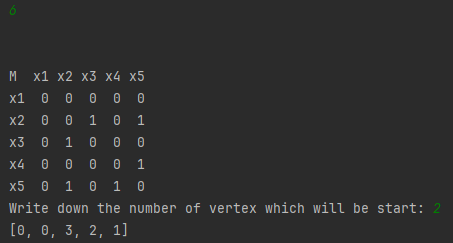 б
M  x1 x2 x3 x4 x5
x1  0  0  0  0  0
x2  0  0  1  0  1
x3  0  1  0  0  0
x4  0  0  0  0  1
x5  0  1  0  1  0
Write down the number of vertex which will be start: 2
[0, 0, 3, 2, 1]